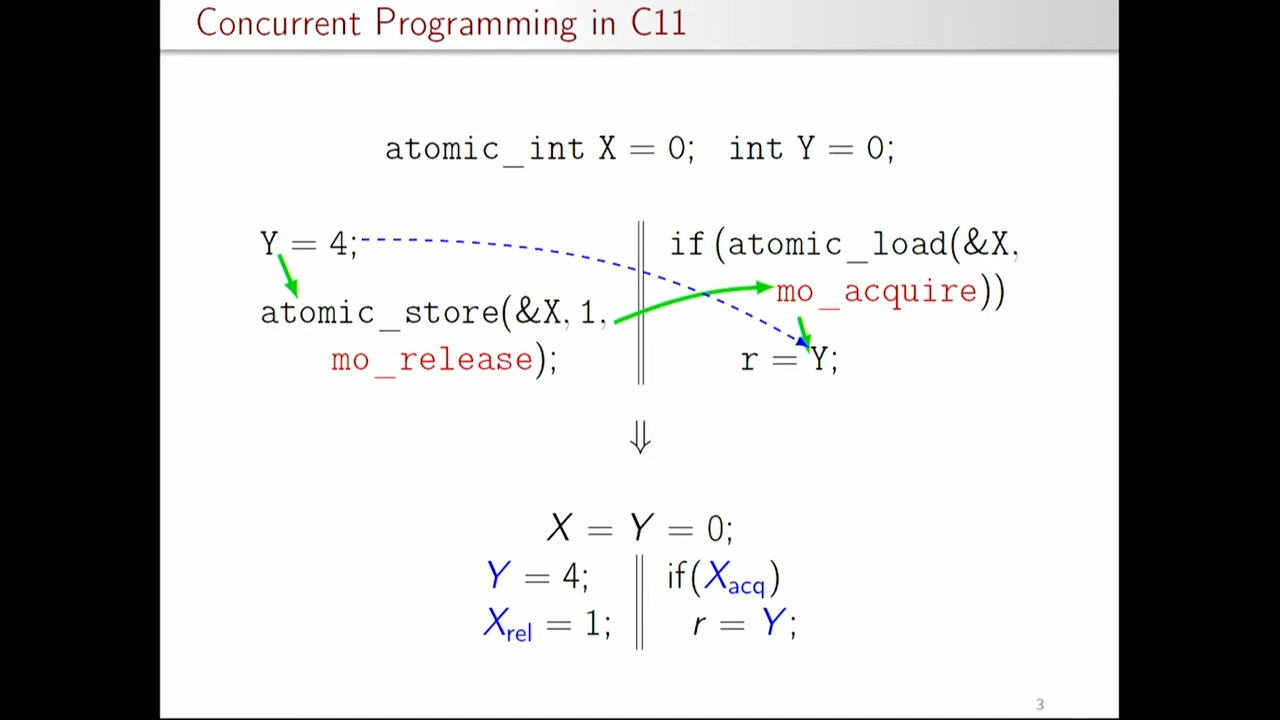 Concurrent Programming in C11
atomic_int X = 0; int Y = 0;
Y = 4;
atomic_store(&X, 1,
mo_release);
if(atomic_load(&X,
mo_acquire))
r = Y;
⇓
X = Y = 0;
Y = 4;
X_rel = 1;
if(X_acq)
r = Y;
3